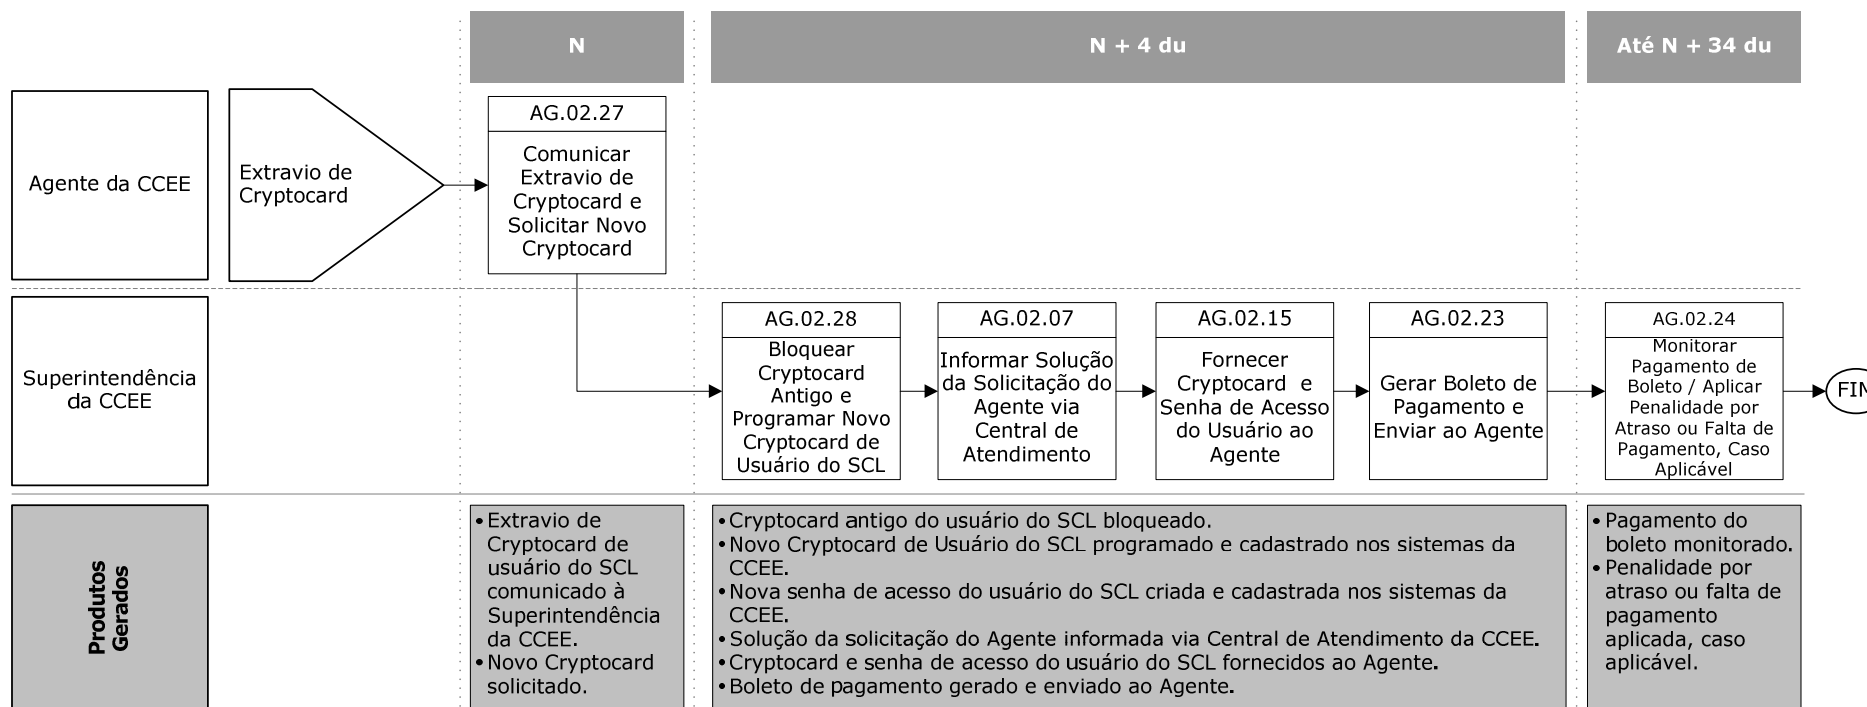 N
N + 4 du
Até N + 34 du
Agente da CCEE
Extravio de
Cryptocard
AG.02.27
Comunicar
Extravio de
Cryptocard e
Solicitar Novo
Cryptocard
Superintendência
da CCEE
AG.02.28
Bloquear
Cryptocard
Antigo e
Programar Novo
Cryptocard de
Usuário do SCL
AG.02.07
Informar Solução
da Solicitação do
Agente via
Central de
Atendimento
AG.02.15
Fornecer
Cryptocard e
Senha de Acesso
do Usuário ao
Agente
AG.02.23
Gerar Boleto de
Pagamento e
Enviar ao Agente
AG.02.24
Monitorar
Pagamento de
Boleto / Aplicar
Penalidade por
Atraso ou Falta de
Pagamento, Caso
Aplicável
FIN
Produtos
Gerados
• Extravio de
Cryptocard de
usuário do SCL
comunicado à
Superintendência
da CCEE.
• Novo Cryptocard
solicitado.
• Cryptocard antigo do usuário do SCL bloqueado.
• Novo Cryptocard de Usuário do SCL programado e cadastrado nos sistemas da
CCEE.
• Nova senha de acesso do usuário do SCL criada e cadastrada nos sistemas da
CCEE.
• Solução da solicitação do Agente informada via Central de Atendimento da CCEE.
• Cryptocard e senha de acesso do usuário do SCL fornecidos ao Agente.
• Boleto de pagamento gerado e enviado ao Agente.
• Pagamento do
boleto monitorado.
• Penalidade por
atraso ou falta de
pagamento
aplicada, caso
aplicável.